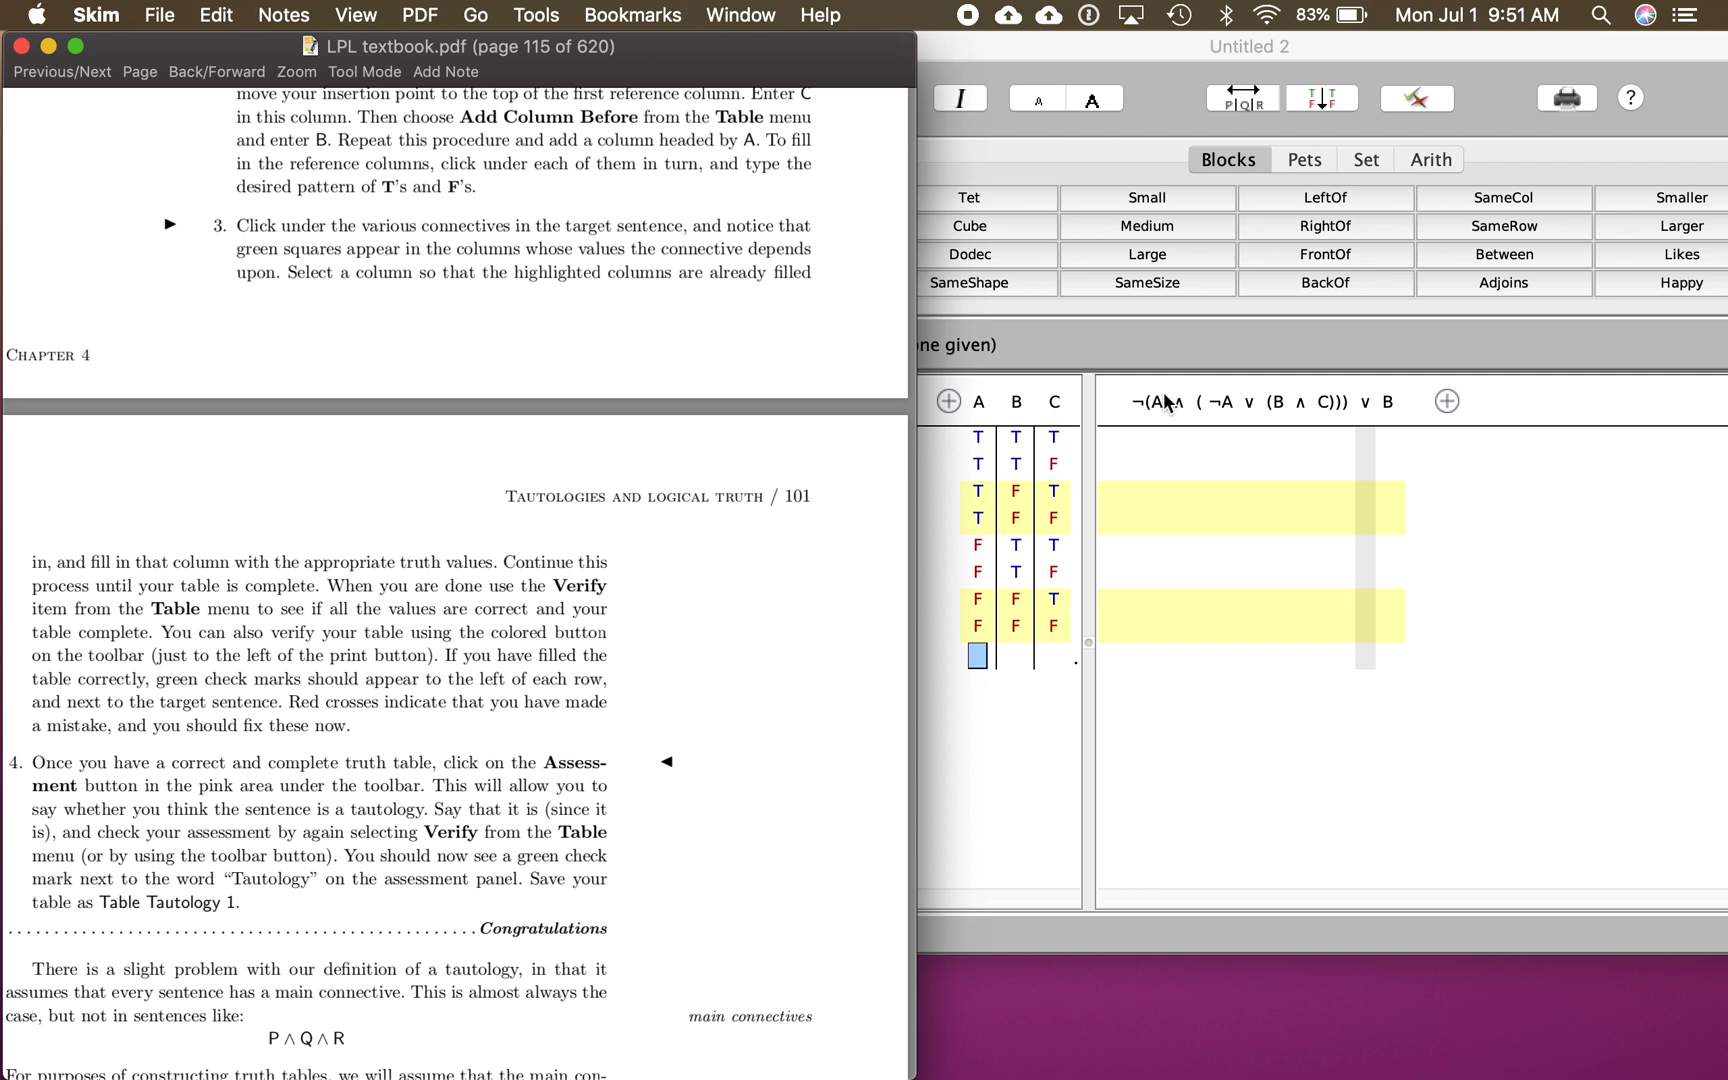 Skim File Edit Notes View PDF Go Tools Bookmarks Window Help 83% Mon Jul 1 9:51 AM
LPL textbook.pdf (page 115 of 620)
Previous/Next Page Back/Forward Zoom Tool Mode Add Note
move your insertion point to the top of the first reference column. Enter C
in this column. Then choose Add Column Before from the Table menu
and enter B. Repeat this procedure and add a column headed by A. To fill
in the reference columns, click under each of them in turn, and type the
desired pattern of T's and F's.
► 3. Click under the various connectives in the target sentence, and notice that
green squares appear in the columns whose values the connective depends
upon. Select a column so that the highlighted columns are already filled
Chapter 4
Tautologies and logical truth / 101
in, and fill in that column with the appropriate truth values. Continue this
process until your table is complete. When you are done use the Verify
item from the Table menu to see if all the values are correct and your
table complete. You can also verify your table using the colored button
on the toolbar (just to the left of the print button). If you have filled the
table correctly, green check marks should appear to the left of each row,
and next to the target sentence. Red crosses indicate that you have made
a mistake, and you should fix these now.
4. Once you have a correct and complete truth table, click on the Assess- ◄
ment button in the pink area under the toolbar. This will allow you to
say whether you think the sentence is a tautology. Say that it is (since it
is), and check your assessment by again selecting Verify from the Table
menu (or by using the toolbar button). You should now see a green check
mark next to the word “Tautology” on the assessment panel. Save your
table as Table Tautology 1.
. . . . . . . . . . . . . . . . . . . . . . . . . . . . . . . . . . . . . . . . . . . . . . . Congratulations
There is a slight problem with our definition of a tautology, in that it
assumes that every sentence has a main connective. This is almost always the
case, but not in sentences like:
main connectives
P ∧ Q ∧ R
For purposes of constructing truth tables, we will assume that the main con-
Untitled 2
I A A P|Q|R T T F F ?
Blocks Pets Set Arith
Tet Small LeftOf SameCol Smaller
Cube Medium RightOf SameRow Larger
Dodec Large FrontOf Between Likes
SameShape SameSize BackOf Adjoins Happy
ne given)
A B C ¬(A ∧ ( ¬A ∨ (B ∧ C))) ∨ B
T T T
T T F
T F T
T F F
F T T
F T F
F F T
F F F